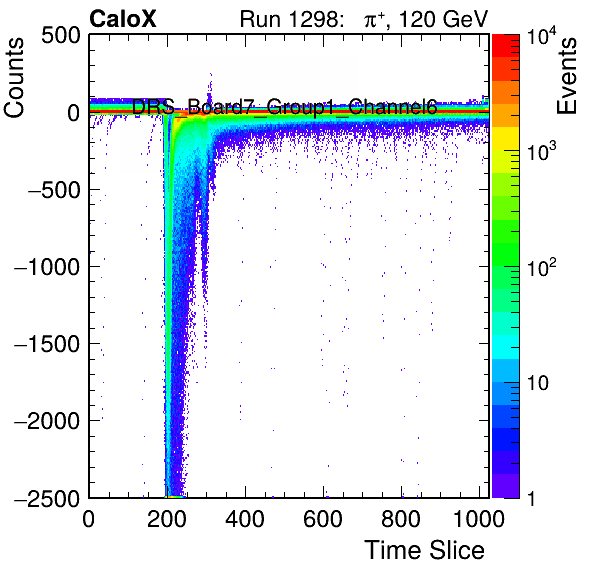 CaloX Run 1298: π⁺, 120 GeV
Counts
Events
DRS_Board7_Group1_Channel6
500
0
−500
−1000
−1500
−2000
−2500
0 200 400 600 800 1000
Time Slice
10⁴
10³
10²
10
1